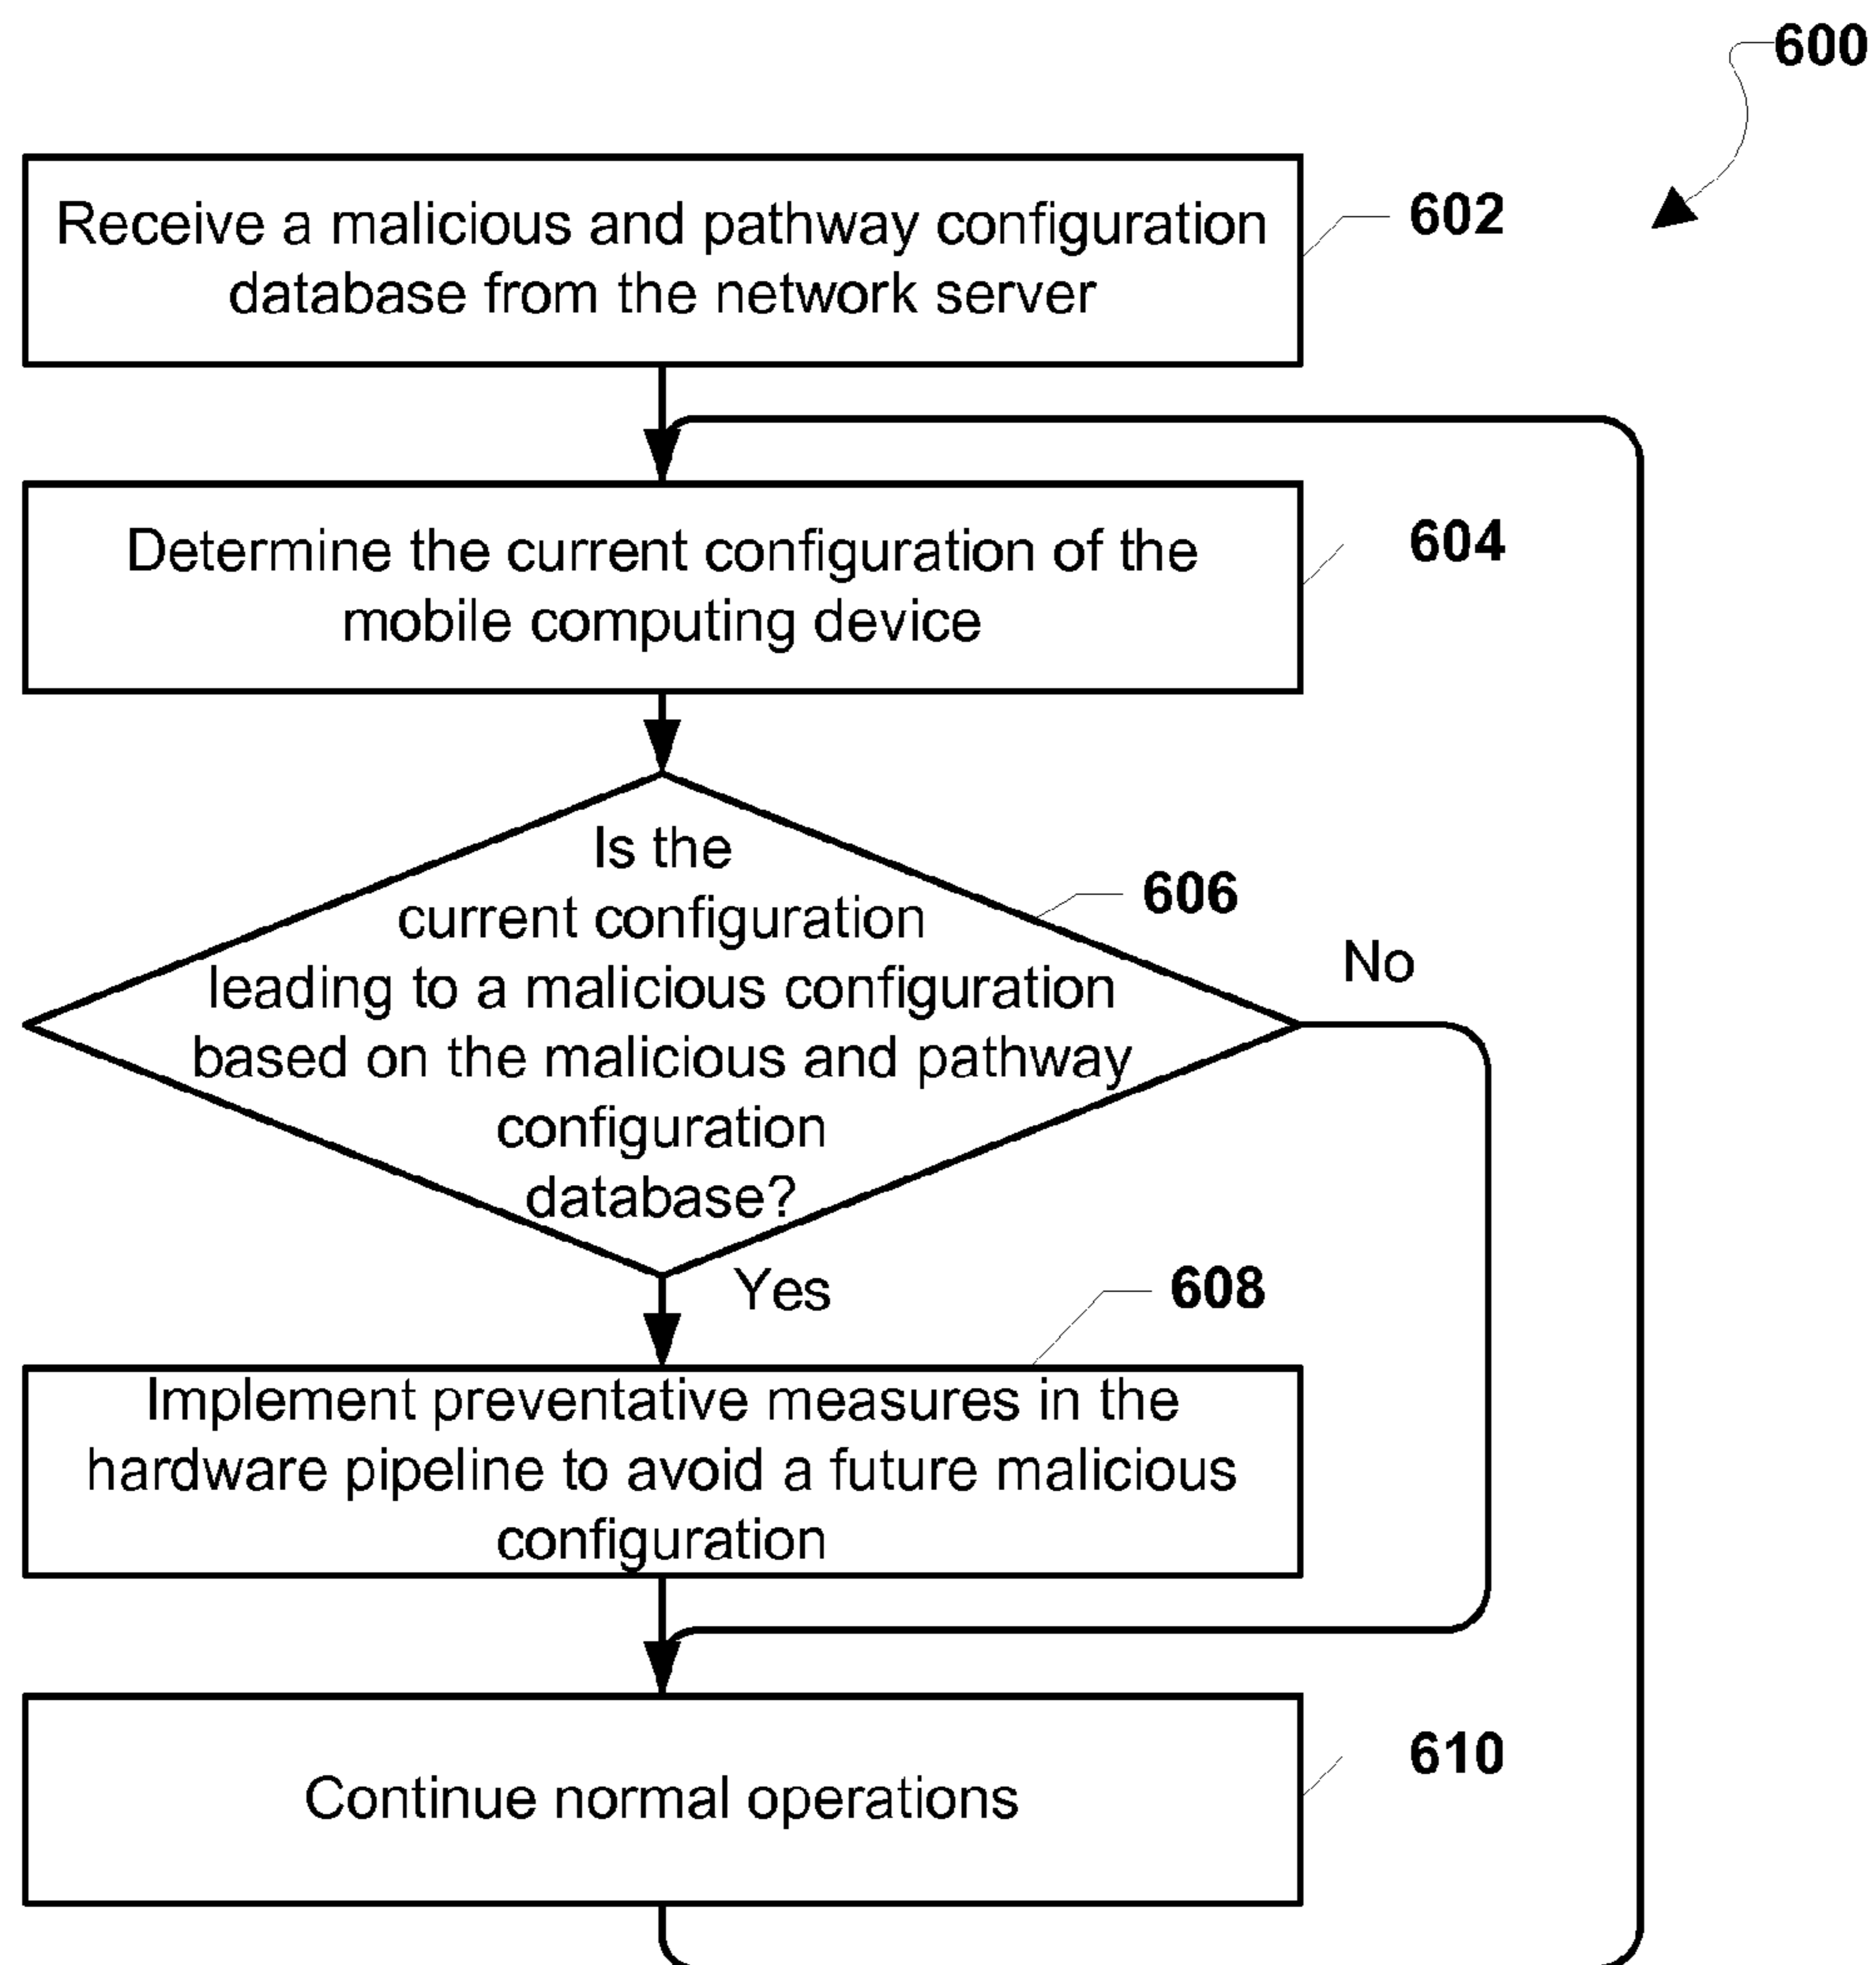 600
Receive a malicious and pathway configuration
database from the network server
602
Determine the current configuration of the
mobile computing device
604
Is the
current configuration
leading to a malicious configuration
based on the malicious and pathway
configuration
database?
606
No
Yes
608
Implement preventative measures in the
hardware pipeline to avoid a future malicious
configuration
Continue normal operations
610